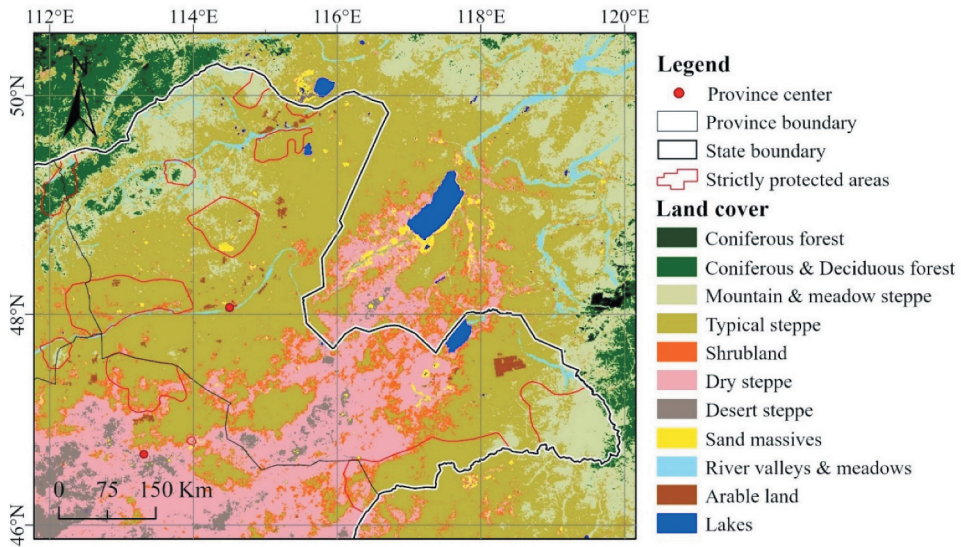 112°E 114°E 116°E 118°E 120°E
N
50°N
48°N
46°N
0 75 150 Km
Legend
Province center
Province boundary
State boundary
Strictly protected areas
Land cover
Coniferous forest
Coniferous & Deciduous forest
Mountain & meadow steppe
Typical steppe
Shrubland
Dry steppe
Desert steppe
Sand massives
River valleys & meadows
Arable land
Lakes